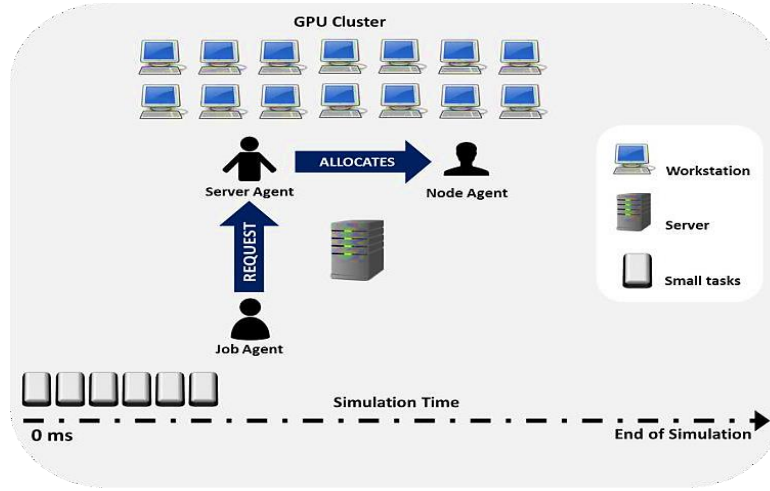 GPU Cluster
ALLOCATES
Server Agent
Node Agent
Workstation
REQUEST
Server
Small tasks
Job Agent
Simulation Time
0 ms
End of Simulation